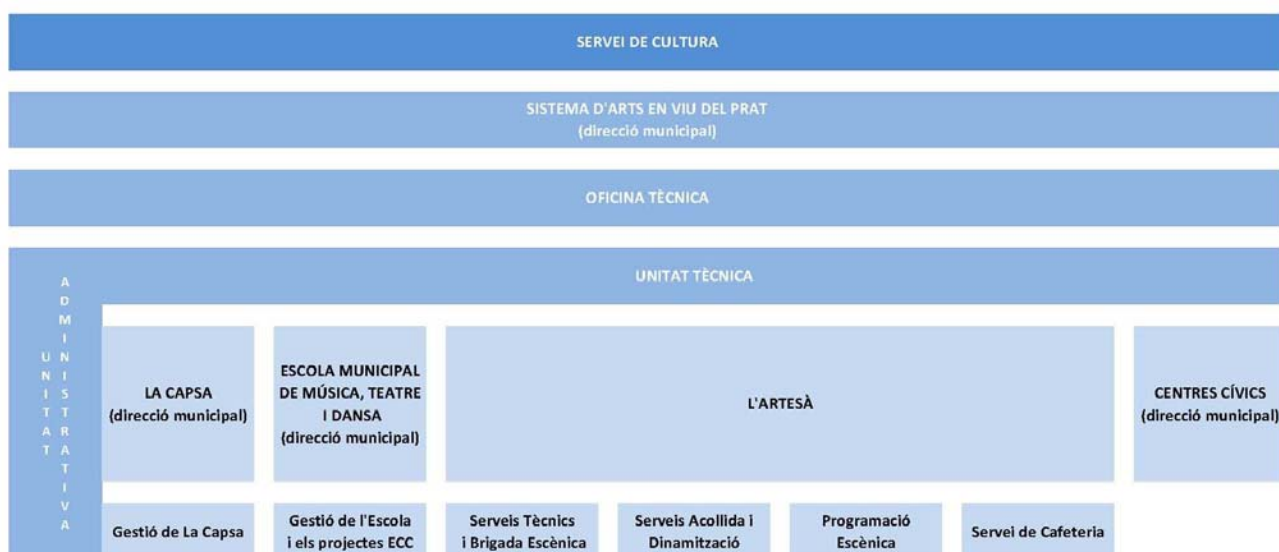 SERVEI DE CULTURA
SISTEMA D'ARTS EN VIU DEL PRAT
(direcció municipal)
OFICINA TÈCNICA
UNITAT TÈCNICA
UNITAT
ADMINISTRATIVA
LA CAPSA
(direcció municipal)
ESCOLA MUNICIPAL
DE MÚSICA, TEATRE
I DANSA
(direcció municipal)
L'ARTESÀ
CENTRES CÍVICS
(direcció municipal)
Gestió de La Capsa
Gestió de l'Escola
i els projectes ECC
Serveis Tècnics
i Brigada Escènica
Serveis Acollida i
Dinamització
Programació
Escènica
Servei de Cafeteria